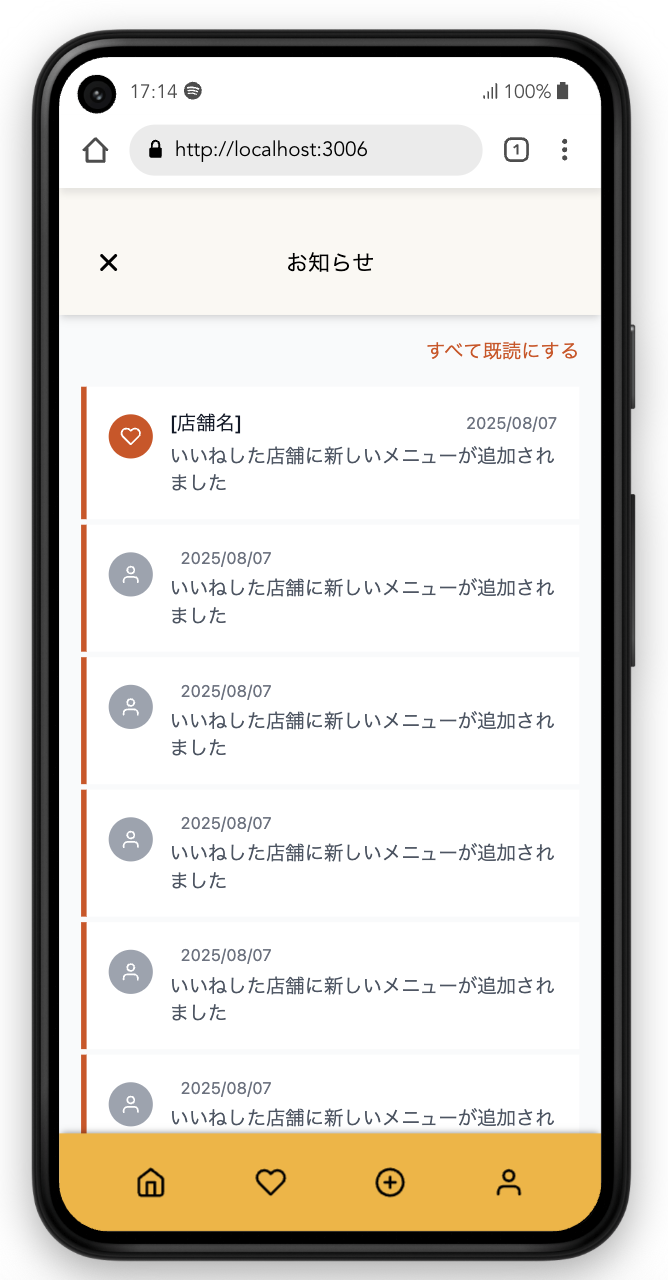 17:14
100%
http://localhost:3006
1
お知らせ
すべて既読にする
[店舗名] 2025/08/07
いいねした店舗に新しいメニューが追加され
ました
2025/08/07
いいねした店舗に新しいメニューが追加され
ました
2025/08/07
いいねした店舗に新しいメニューが追加され
ました
2025/08/07
いいねした店舗に新しいメニューが追加され
ました
2025/08/07
いいねした店舗に新しいメニューが追加され
ました
2025/08/07
いいねした店舗に新しいメニューが追加され